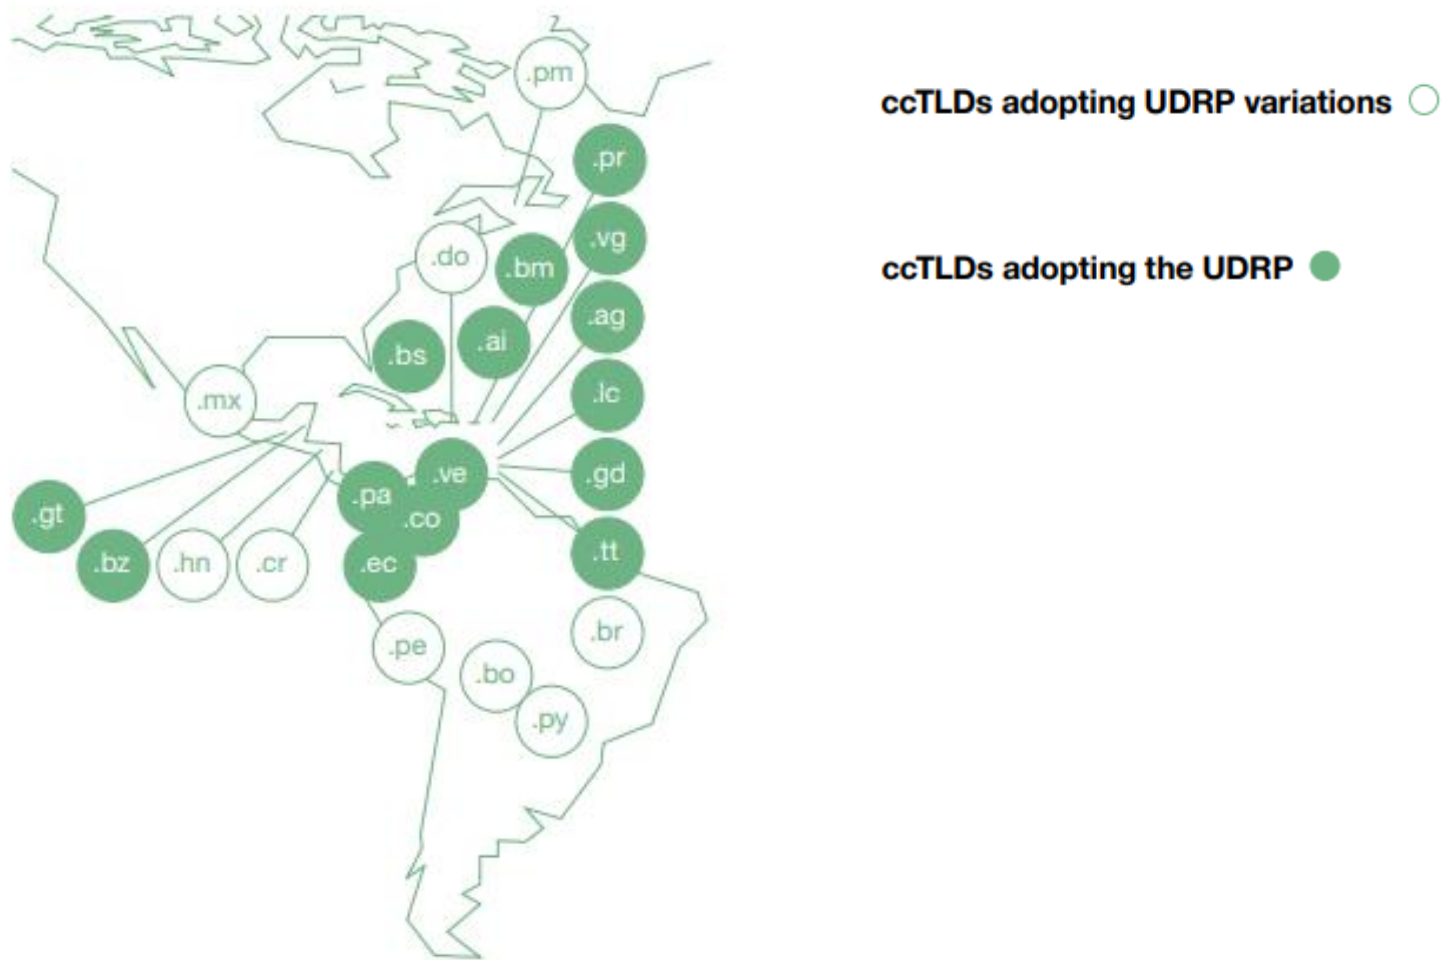 .pm
ccTLDs adopting UDRP variations
.pr
.vg
.do
.bm
ccTLDs adopting the UDRP
.ag
.ai
.bs
.lc
.mx
.ve
.gd
.pa
.co
.gt
.tt
.bz
.hn
.cr
.ec
.br
.pe
.bo
.py